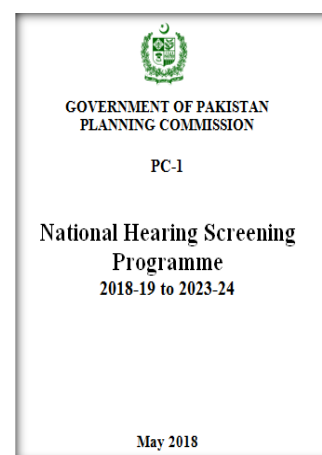 GOVERNMENT OF PAKISTAN
PLANNING COMMISSION
PC-1
National Hearing Screening
Programme
2018-19 to 2023-24
May 2018